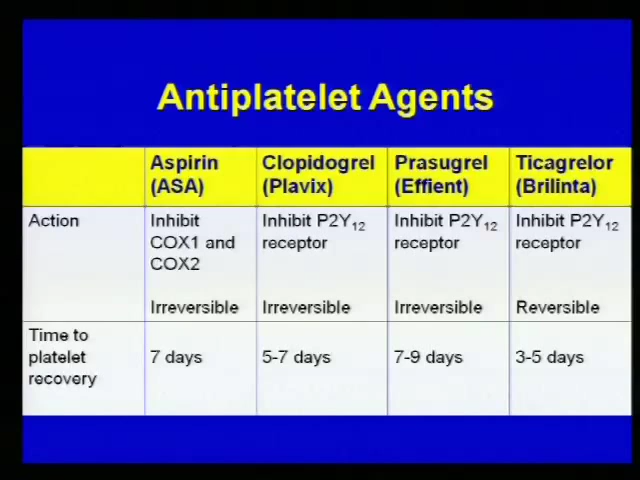 Antiplatelet Agents
Aspirin (ASA) Clopidogrel (Plavix) Prasugrel (Effient) Ticagrelor (Brilinta)
Action
Inhibit COX1 and COX2
Irreversible
Inhibit P2Y12 receptor
Irreversible
Inhibit P2Y12 receptor
Irreversible
Inhibit P2Y12 receptor
Reversible
Time to platelet recovery
7 days
5-7 days
7-9 days
3-5 days